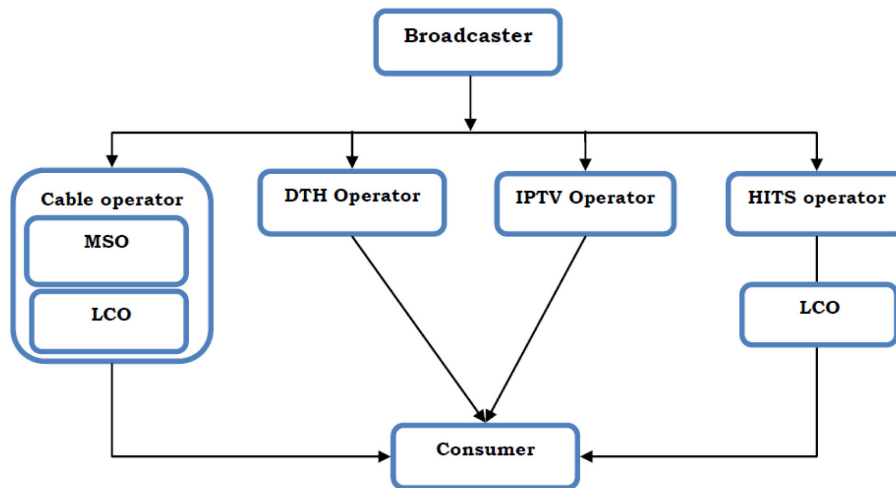 Broadcaster
Cable operator
DTH Operator
IPTV Operator
HITS operator
MSO
LCO
LCO
Consumer